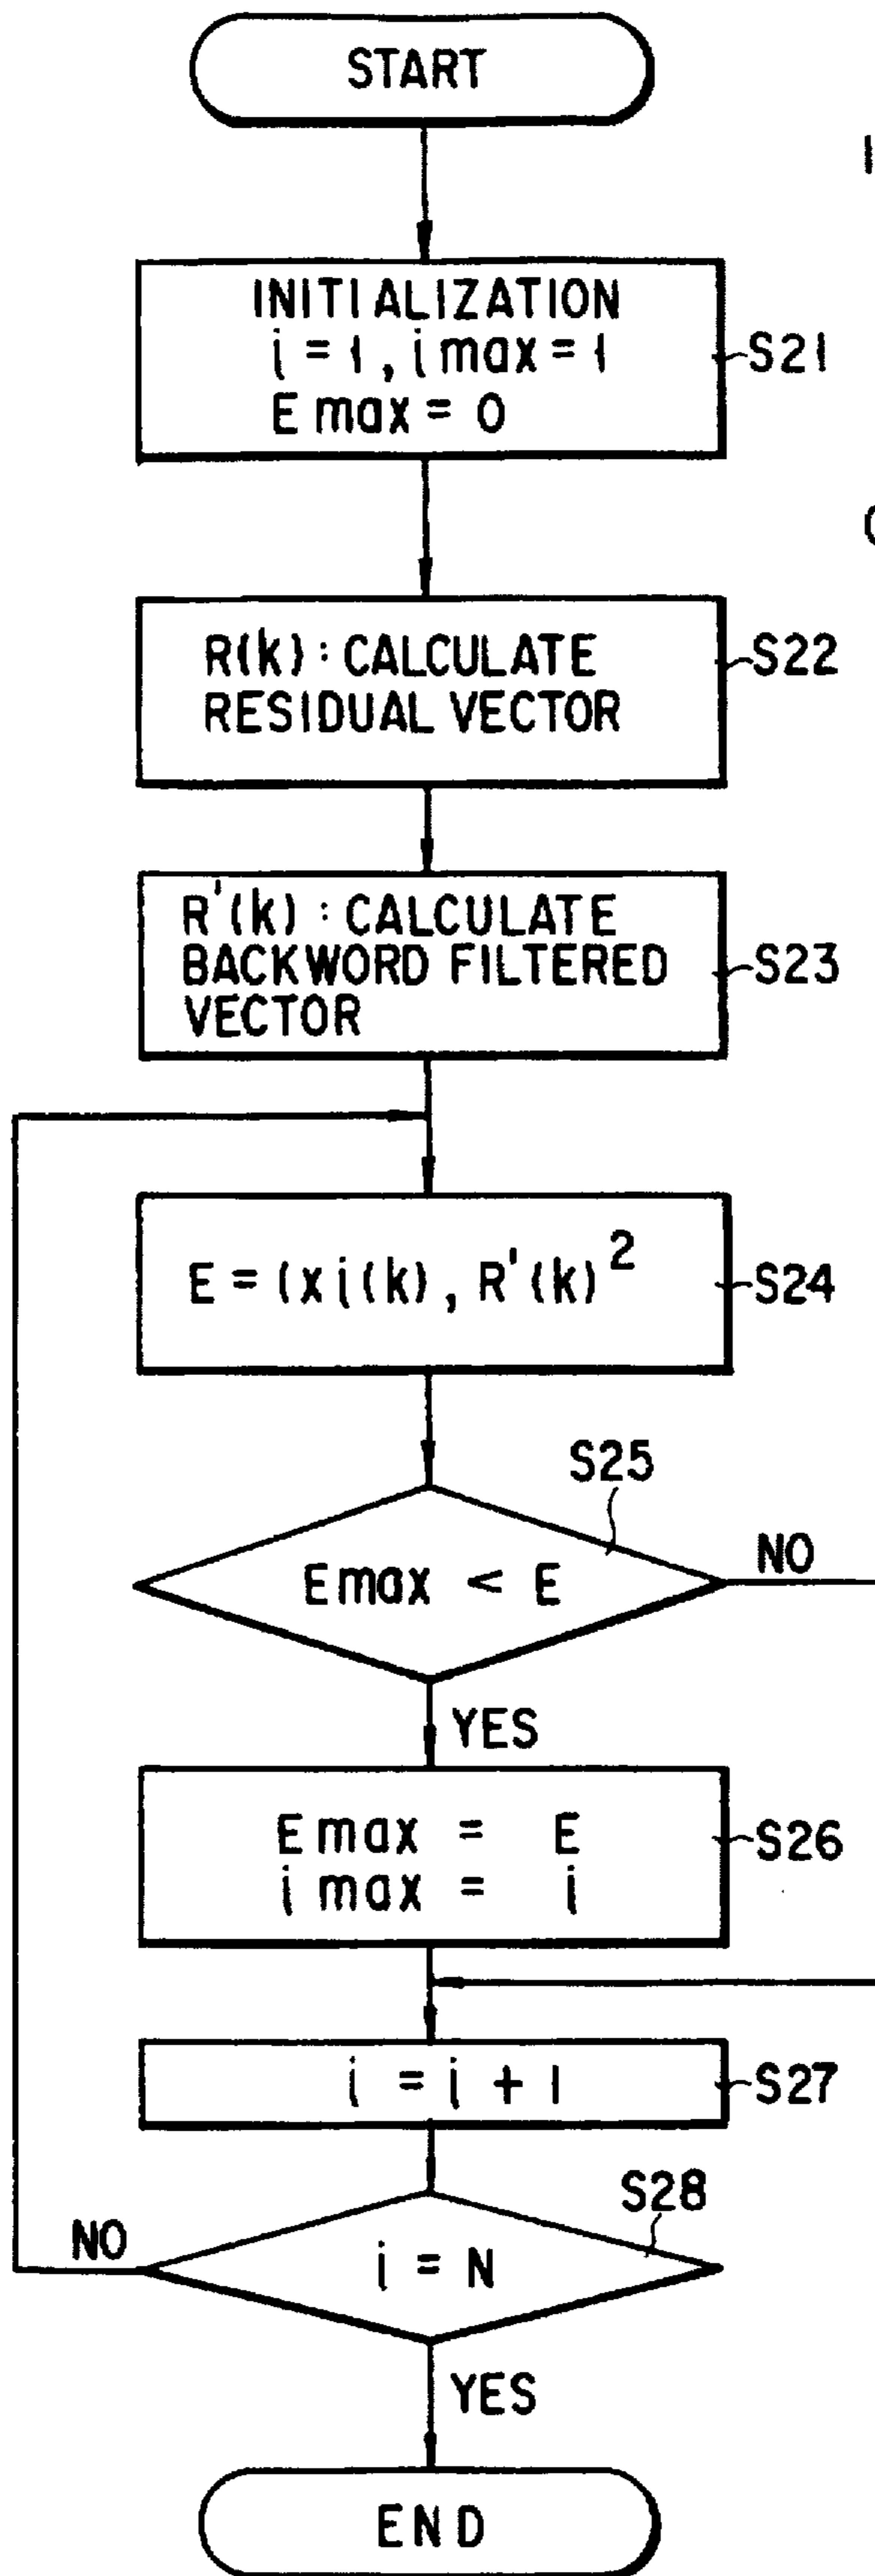 START
INITIALIZATION
i = 1, i max = 1
E max = 0
S21
R(k) : CALCULATE
RESIDUAL VECTOR
S22
R'(k) : CALCULATE
BACKWORD FILTERED
VECTOR
S23
E = (xi(k), R'(k)²
S24
S25
E max < E
NO
YES
E max = E
i max = i
S26
i = i + 1
S27
S28
NO
i = N
YES
END